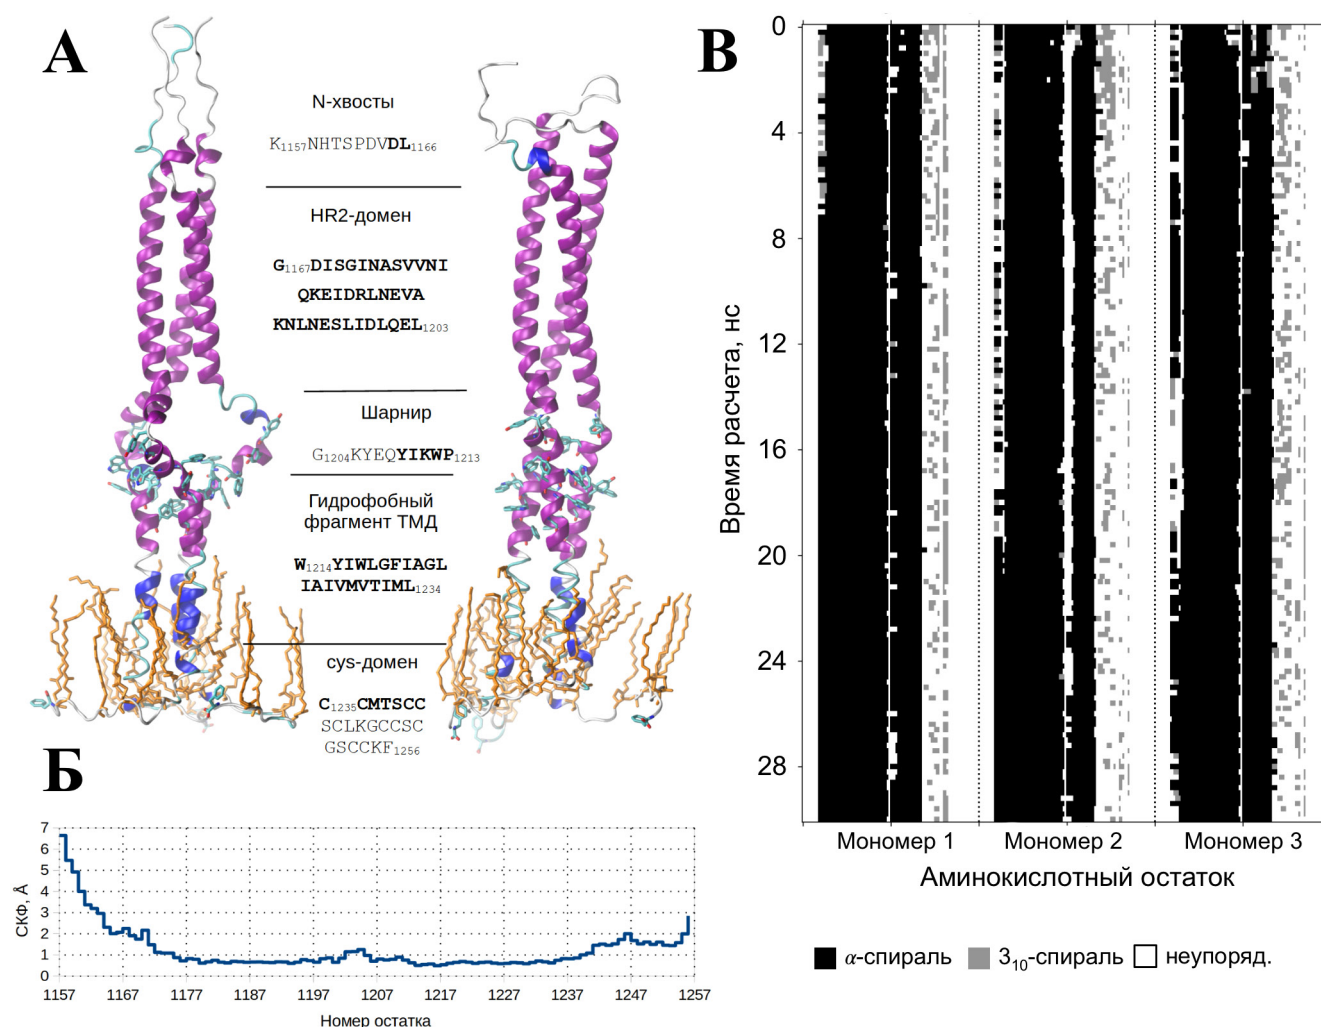 А
N-хвосты
K1157NHTSPDVDL1166
HR2-домен
G1167DISGINASVVNI
QKEIDRLNEVA
KNLNESLIDLQEL1203
Шарнир
G1204KYEQYIKWP1213
Гидрофобный
фрагмент ТМД
W1214YIWLGFIAGL
IAIVMVTIML1234
cys-домен
C1235CMTSCC
SCLKGCCSC
GSCCKF1256
Б
СКФ, Å
7
6
5
4
3
2
1
0
1157 1167 1177 1187 1197 1207 1217 1227 1237 1247 1257
Номер остатка
В
Время расчета, нс
0
4
8
12
16
20
24
28
Мономер 1 Мономер 2 Мономер 3
Аминокислотный остаток
α-спираль 310-спираль неупоряд.